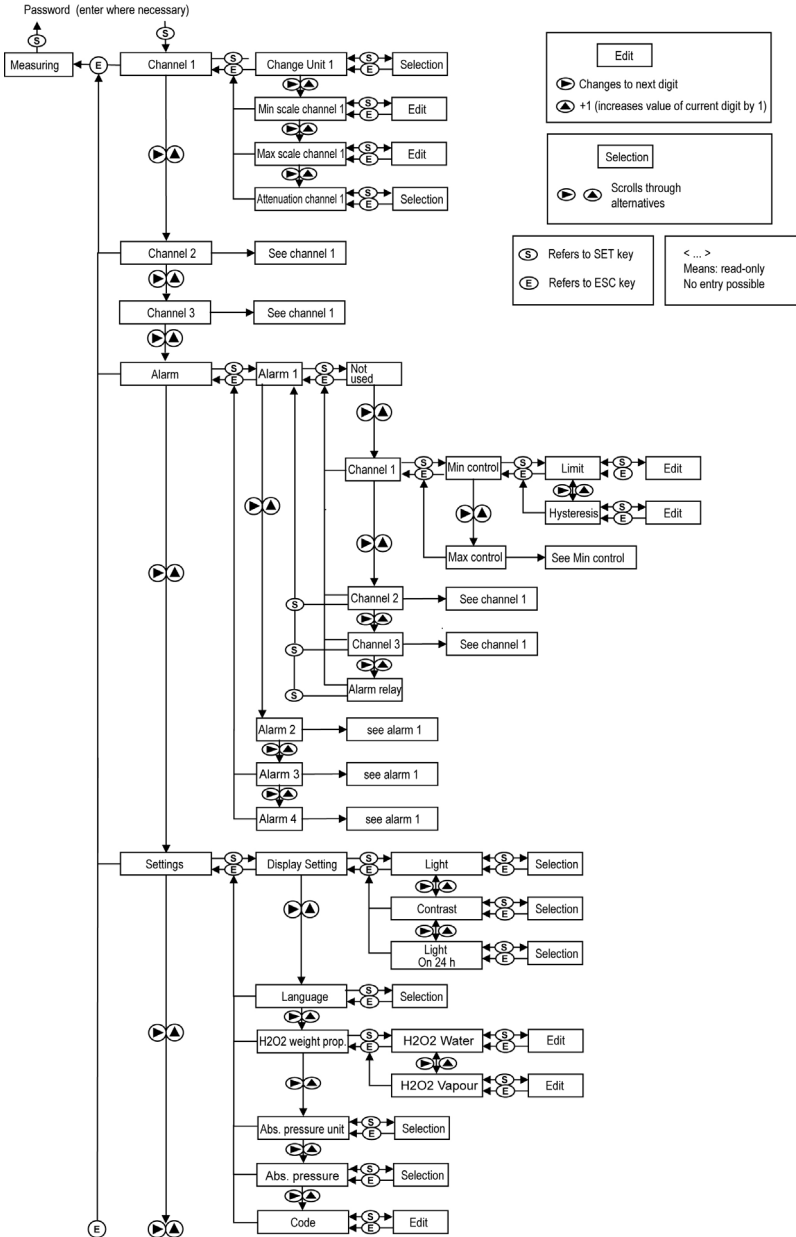 Password (enter where necessary)
S S
Measuring E Channel 1 S E Change Unit 1 S E Selection
Min scale channel 1 S E Edit
Max scale channel 1 S E Edit
Attenuation channel 1 S E Selection
Edit
Changes to next digit
+1 (increases value of current digit by 1)
Selection
Scrolls through
alternatives
S Refers to SET key
E Refers to ESC key
< ... >
Means: read-only
No entry possible
Channel 2 See channel 1
Channel 3 See channel 1
Alarm S E Alarm 1 S E Not
used
Channel 1 S E Min control S E Limit S E Edit
Hysteresis S E Edit
Max control See Min control
S Channel 2 See channel 1
S Channel 3 See channel 1
S Alarm relay
Alarm 2 see alarm 1
Alarm 3 see alarm 1
Alarm 4 see alarm 1
Settings S E Display Setting S E Light S E Selection
Contrast S E Selection
Light
On 24 h S E Selection
Language S E Selection
H2O2 weight prop. S E H2O2 Water S E Edit
H2O2 Vapour S E Edit
Abs. pressure unit S E Selection
Abs. pressure S E Selection
E Code S E Edit